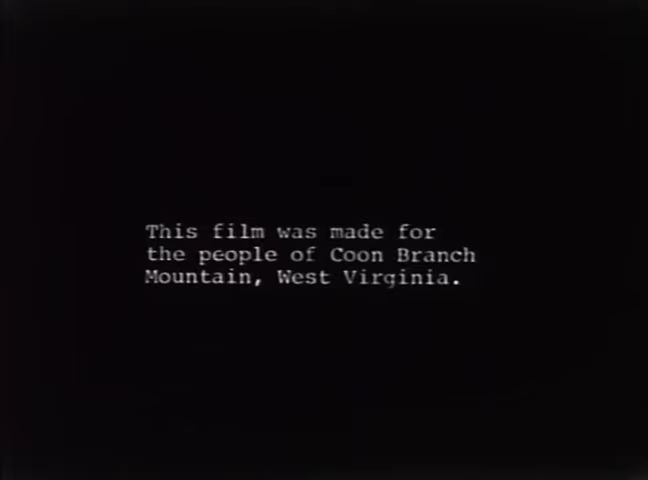 This film was made for
the people of Coon Branch
Mountain, West Virginia.